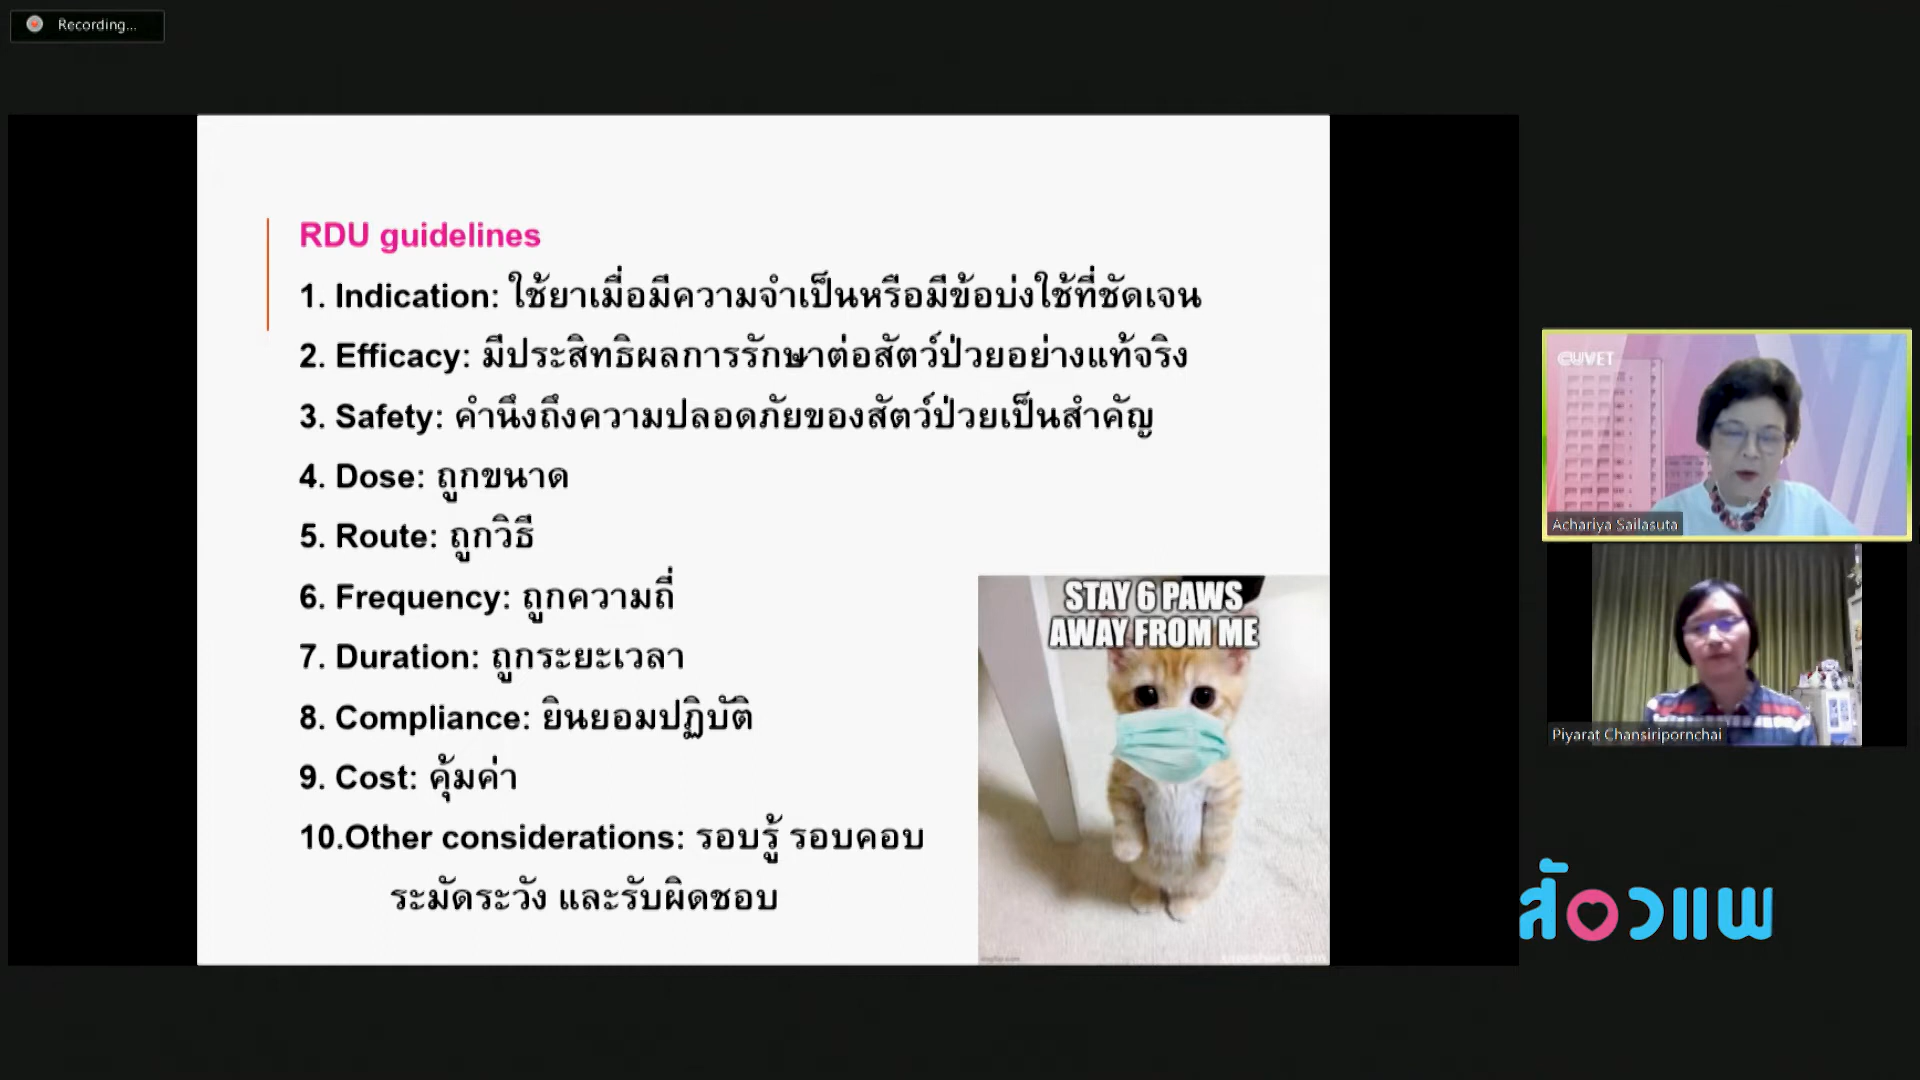 Recording...
RDU guidelines
1. Indication: ใช้ยาเมื่อมีความจำเป็นหรือมีข้อบ่งใช้ที่ชัดเจน
2. Efficacy: มีประสิทธิผลการรักษาต่อสัตว์ป่วยอย่างแท้จริง
3. Safety: คำนึงถึงความปลอดภัยของสัตว์ป่วยเป็นสำคัญ
4. Dose: ถูกขนาด
5. Route: ถูกวิธี
6. Frequency: ถูกความถี่
7. Duration: ถูกระยะเวลา
8. Compliance: ยินยอมปฏิบัติ
9. Cost: คุ้มค่า
10.Other considerations: รอบรู้ รอบคอบ
ระมัดระวัง และรับผิดชอบ
STAY 6 PAWS
AWAY FROM ME
CUVET
Achariya Sailasuta
Piyarat Chansiripornchai
สัตวแพ